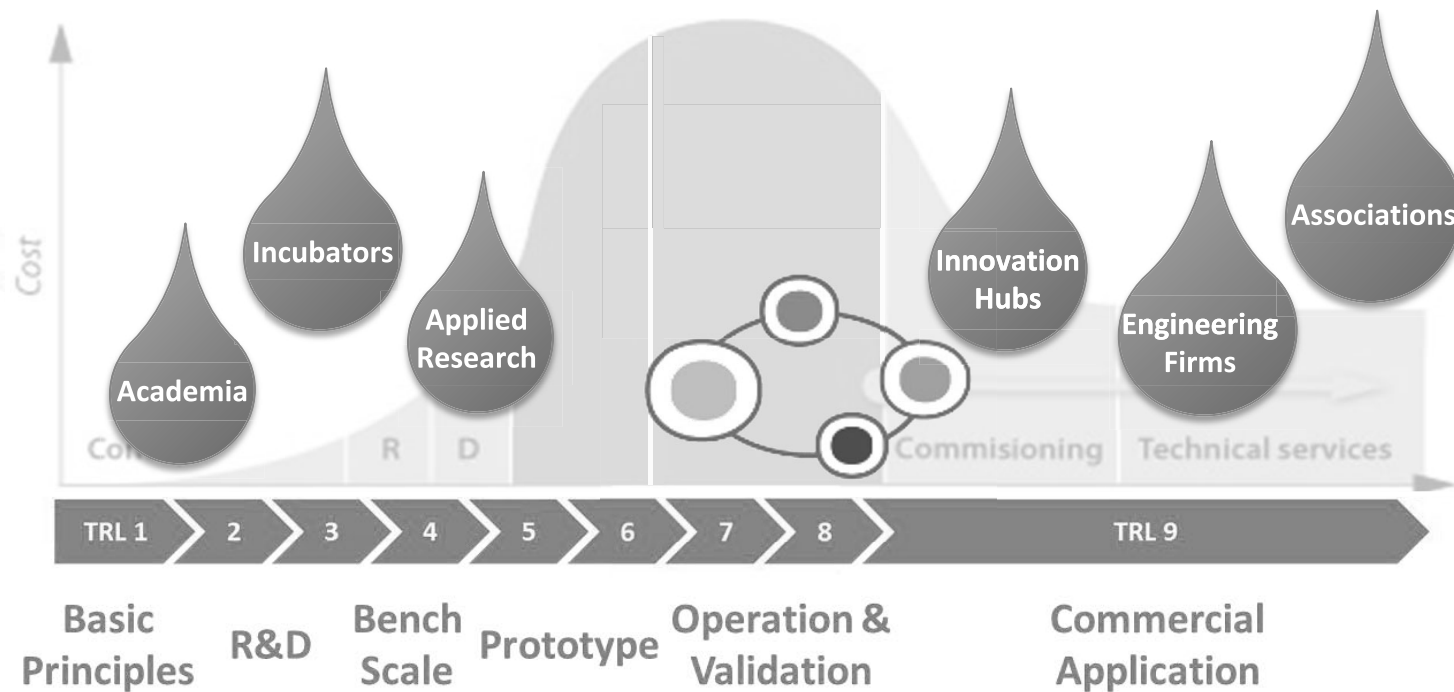 Cost
Academia
Incubators
Applied
Research
Innovation
Hubs
Engineering
Firms
Associations
R
D
Commisioning
Technical services
TRL 1
2
3
4
5
6
7
8
TRL 9
Basic
Principles
R&D
Bench
Scale
Prototype
Operation &
Validation
Commercial
Application